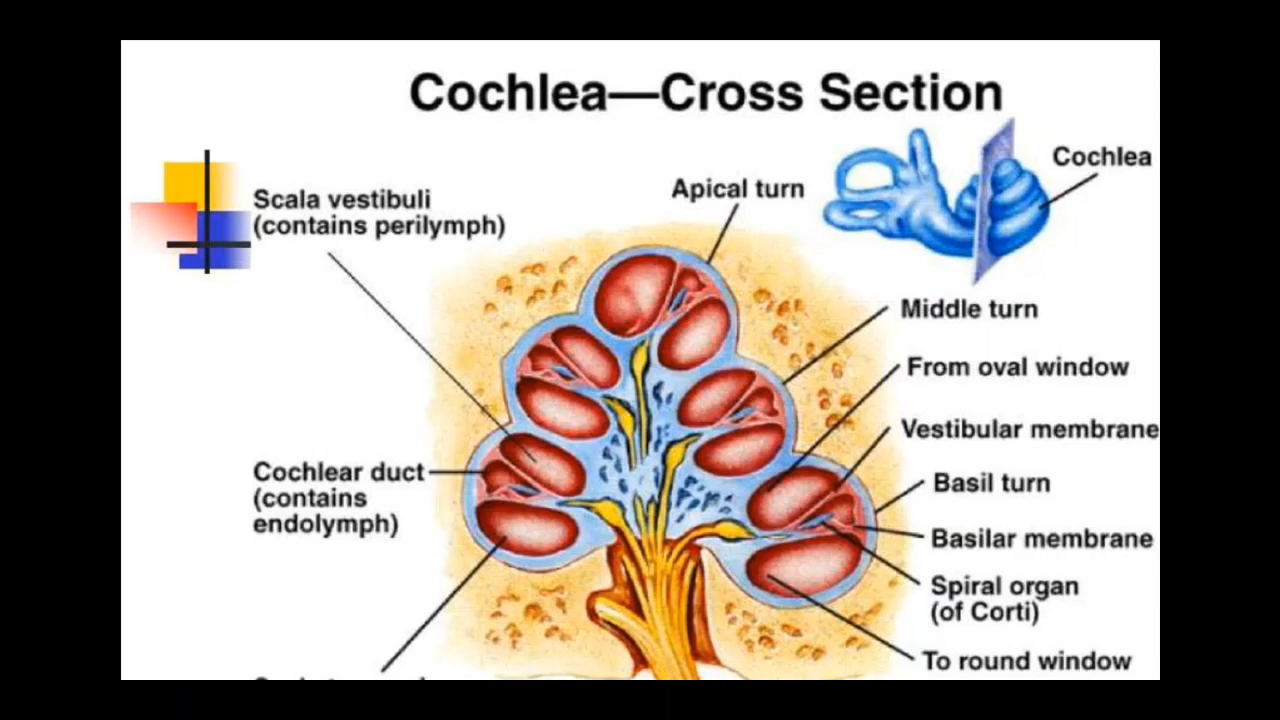 Cochlea—Cross Section
Cochlea
Apical turn
Scala vestibuli
(contains perilymph)
Middle turn
From oval window
Vestibular membrane
Cochlear duct
(contains
endolymph)
Basil turn
Basilar membrane
Spiral organ
(of Corti)
To round window